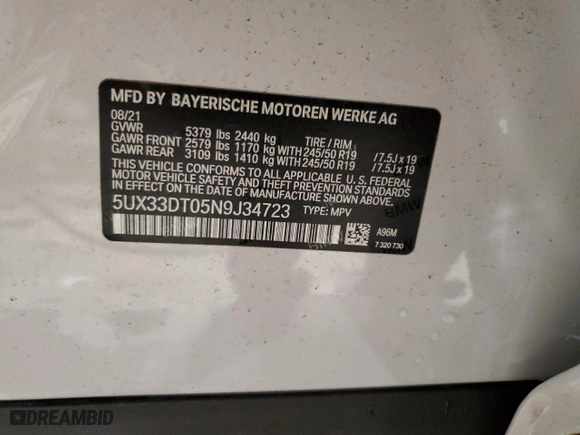 MFD BY BAYERISCHE MOTOREN WERKE AG
08/21
GVWR 5379 lbs 2440 kg TIRE / RIM
GAWR FRONT 2579 lbs 1170 kg WITH 245/50 R19 / 7.5J x 19
GAWR REAR 3109 lbs 1410 kg WITH 245/50 R19 / 7.5J x 19
THIS VEHICLE CONFORMS TO ALL APPLICABLE U.S. FEDERAL
MOTOR VEHICLE SAFETY, BUMPER, AND THEFT PREVENTION
STANDARDS IN EFFECT ON THE DATE OF MANUFACTURE
SHOWN ABOVE.
5UX33DT05N9J34723 TYPE: MPV
A96M
7 320 730
DREAMBID